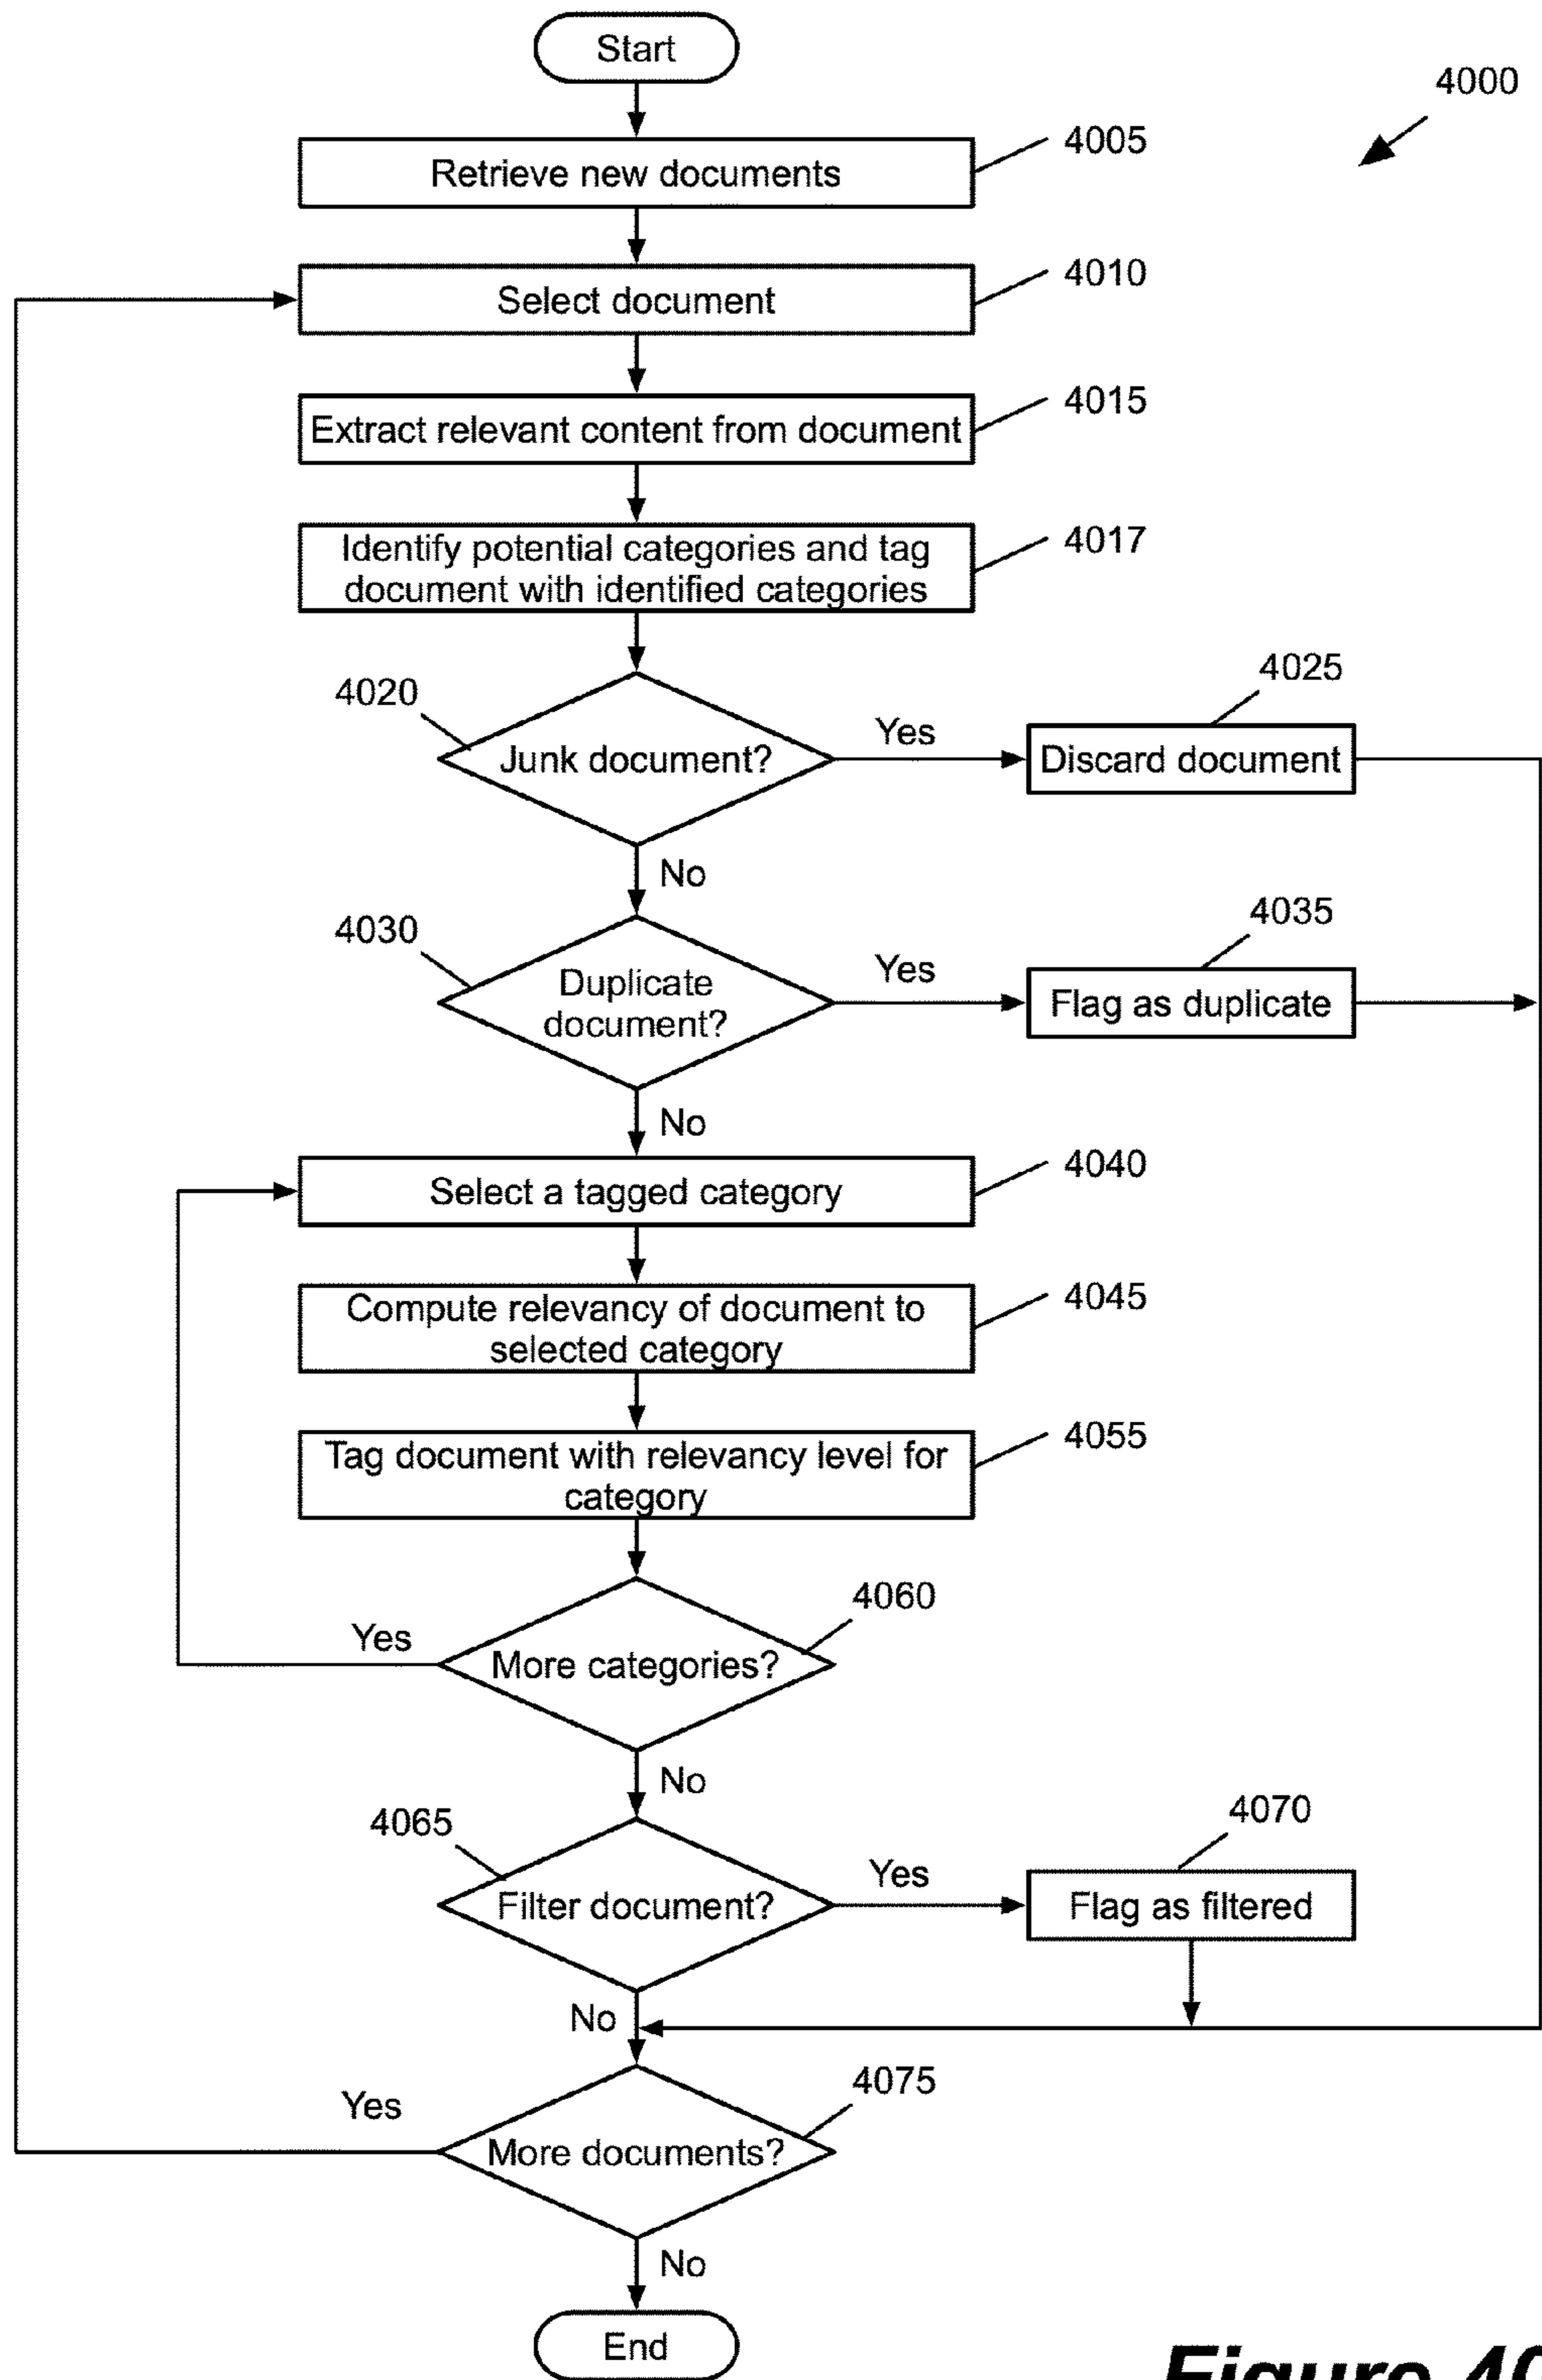 Start
4000
4005
Retrieve new documents
4010
Select document
4015
Extract relevant content from document
4017
Identify potential categories and tag
document with identified categories
4020
Junk document?
Yes
4025
Discard document
No
4030
Duplicate
document?
Yes
4035
Flag as duplicate
No
4040
Select a tagged category
4045
Compute relevancy of document to
selected category
4055
Tag document with relevancy level for
category
4060
More categories?
Yes
No
4065
Filter document?
Yes
4070
Flag as filtered
No
4075
More documents?
Yes
No
End
Figure 40